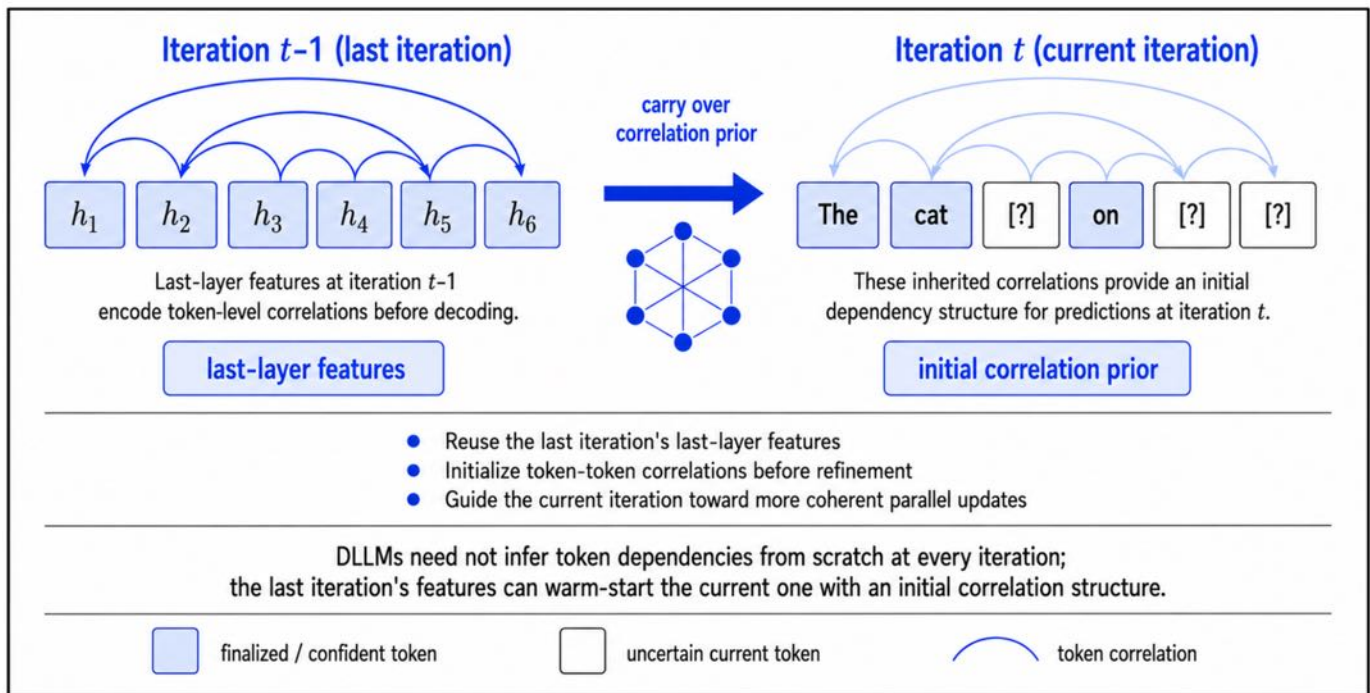 Iteration t–1 (last iteration)
Iteration t (current iteration)
carry over
correlation prior
h₁ h₂ h₃ h₄ h₅ h₆
The cat [?] on [?] [?]
Last-layer features at iteration t–1
encode token-level correlations before decoding.
These inherited correlations provide an initial
dependency structure for predictions at iteration t.
last-layer features
initial correlation prior
Reuse the last iteration's last-layer features
Initialize token-token correlations before refinement
Guide the current iteration toward more coherent parallel updates
DLLMs need not infer token dependencies from scratch at every iteration;
the last iteration's features can warm-start the current one with an initial correlation structure.
finalized / confident token
uncertain current token
token correlation